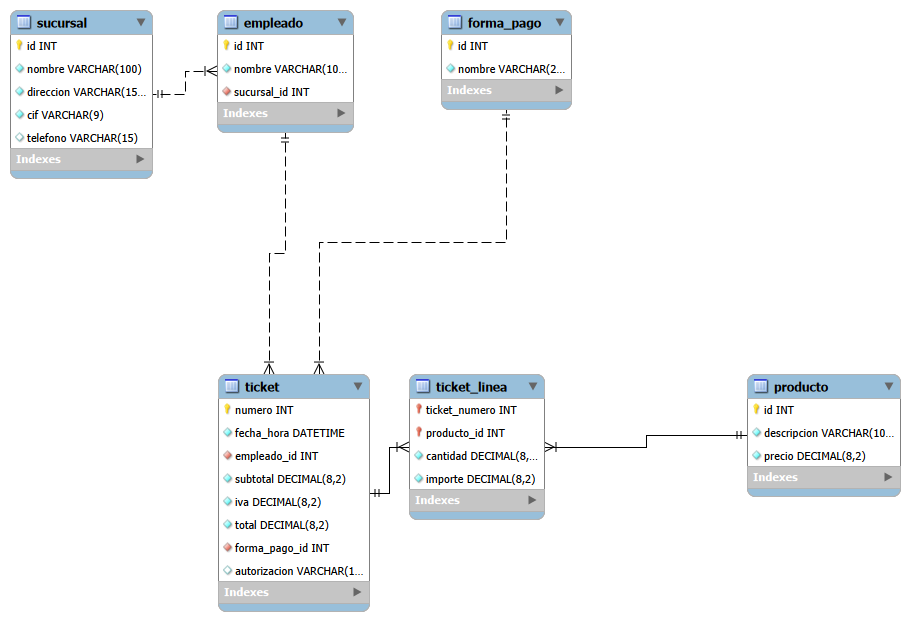 sucursal
id INT
nombre VARCHAR(100)
direccion VARCHAR(15...
cif VARCHAR(9)
telefono VARCHAR(15)
Indexes
empleado
id INT
nombre VARCHAR(10...
sucursal_id INT
Indexes
forma_pago
id INT
nombre VARCHAR(2...
Indexes
ticket
numero INT
fecha_hora DATETIME
empleado_id INT
subtotal DECIMAL(8,2)
iva DECIMAL(8,2)
total DECIMAL(8,2)
forma_pago_id INT
autorizacion VARCHAR(1...
Indexes
ticket_linea
ticket_numero INT
producto_id INT
cantidad DECIMAL(8,...
importe DECIMAL(8,2)
Indexes
producto
id INT
descripcion VARCHAR(10...
precio DECIMAL(8,2)
Indexes